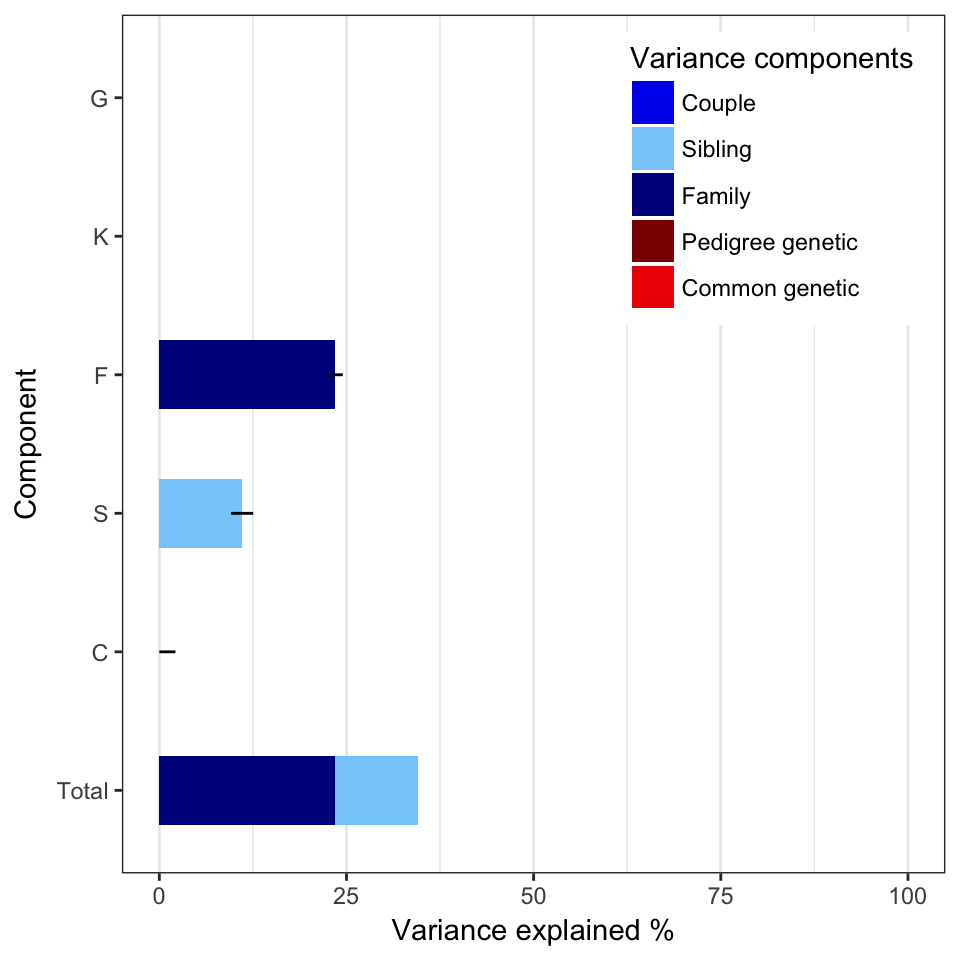 Variance components
Couple
Sibling
Family
Pedigree genetic
Common genetic
G
K
F
S
C
Total
Component
0 25 50 75 100
Variance explained %